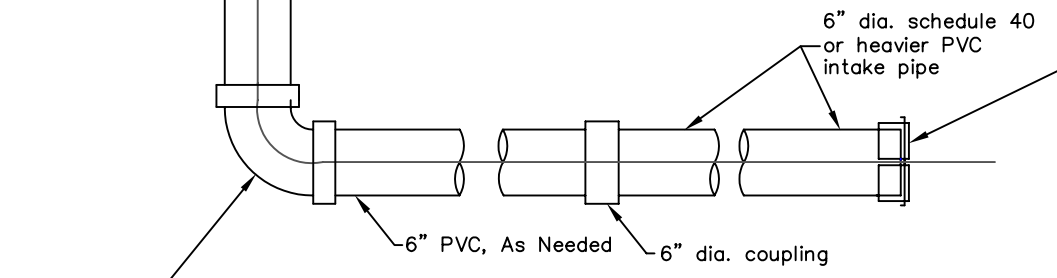 6" dia. schedule 40
or heavier PVC
intake pipe
6" PVC, As Needed
6" dia. coupling